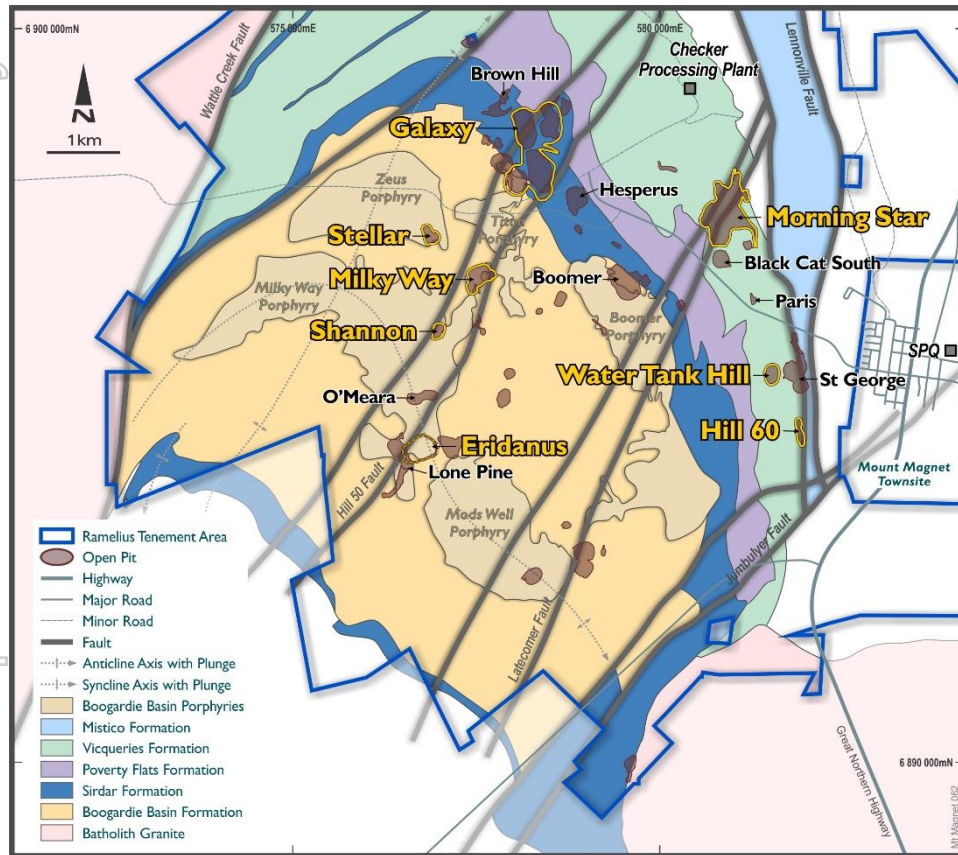 6 900 000mN
575 000mE
580 000mE
Wattle Creek Fault
Lennonville Fault
Checker
Processing Plant
N
1km
Brown Hill
Galaxy
Zeus
Porphyry
Hesperus
Titan
Porphyry
Stellar
Morning Star
Milky Way
Boomer
Black Cat South
Milky Way
Porphyry
Paris
Shannon
Boomer
Porphyry
SPQ
O'Meara
Water Tank Hill
St George
Eridanus
Hill 60
Lone Pine
Hill 50 Fault
Mount Magnet
Townsite
Mads Well
Porphyry
Jumbulyer Fault
Latecomer Fault
Ramelius Tenement Area
Open Pit
Highway
Major Road
Minor Road
Fault
Anticline Axis with Plunge
Syncline Axis with Plunge
Boogardie Basin Porphyries
Mistico Formation
Vicqueries Formation
Poverty Flats Formation
Sirdar Formation
Boogardie Basin Formation
Batholith Granite
6 890 000mN
Great Northern Highway
Mt Magnet 062